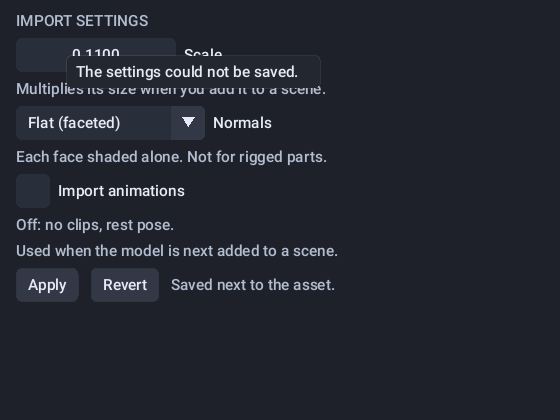 IMPORT SETTINGS
0.1100 Scale
The settings could not be saved.
Multiplies its size when you add it to a scene.
Flat (faceted) Normals
Each face shaded alone. Not for rigged parts.
Import animations
Off: no clips, rest pose.
Used when the model is next added to a scene.
Apply Revert Saved next to the asset.